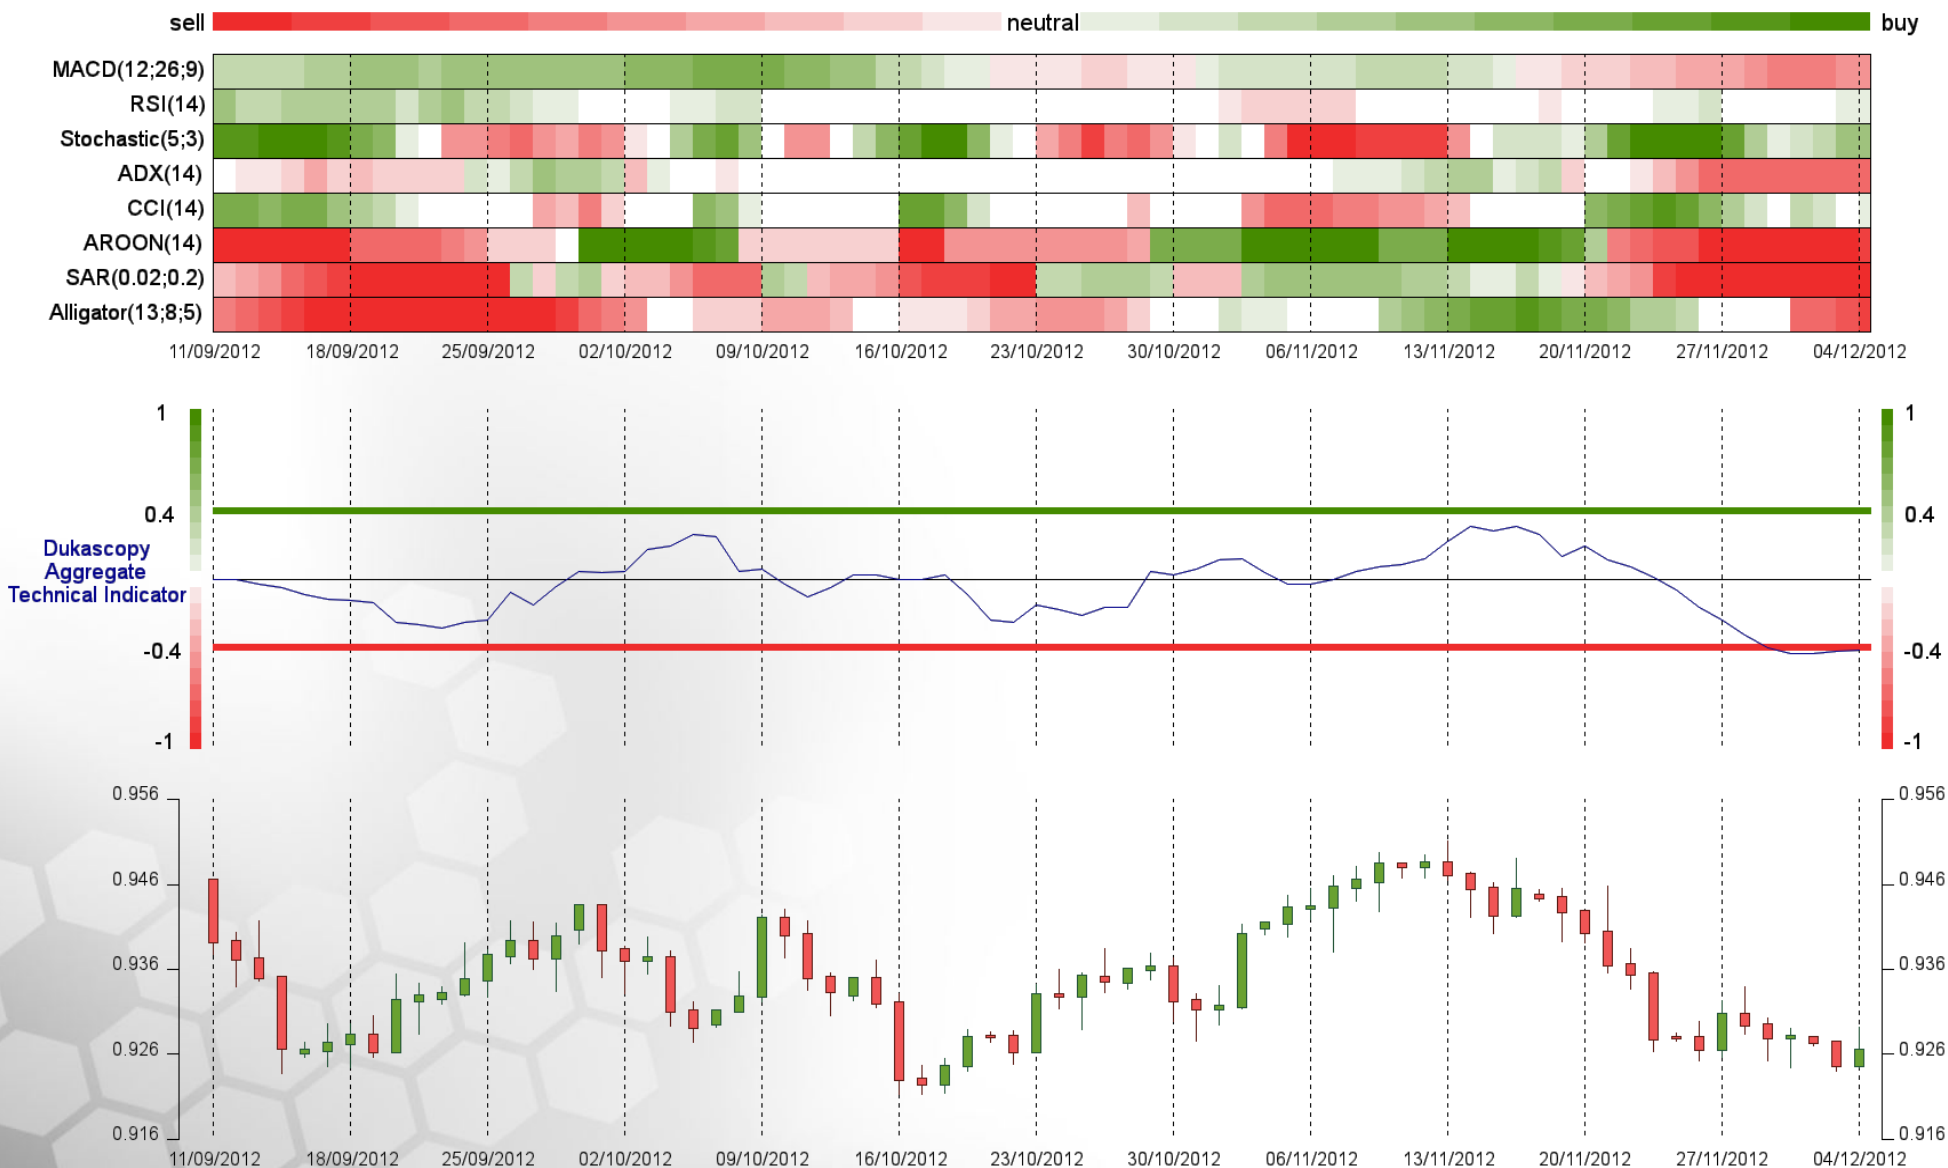 sell neutral buy
MACD(12;26;9)
RSI(14)
Stochastic(5;3)
ADX(14)
CCI(14)
AROON(14)
SAR(0.02;0.2)
Alligator(13;8;5)
11/09/2012 18/09/2012 25/09/2012 02/10/2012 09/10/2012 16/10/2012 23/10/2012 30/10/2012 06/11/2012 13/11/2012 20/11/2012 27/11/2012 04/12/2012
1 1
0.4 0.4
Dukascopy
Aggregate
Technical Indicator
-0.4 -0.4
-1 -1
0.956 0.956
0.946 0.946
0.936 0.936
0.926 0.926
0.916 0.916
11/09/2012 18/09/2012 25/09/2012 02/10/2012 09/10/2012 16/10/2012 23/10/2012 30/10/2012 06/11/2012 13/11/2012 20/11/2012 27/11/2012 04/12/2012